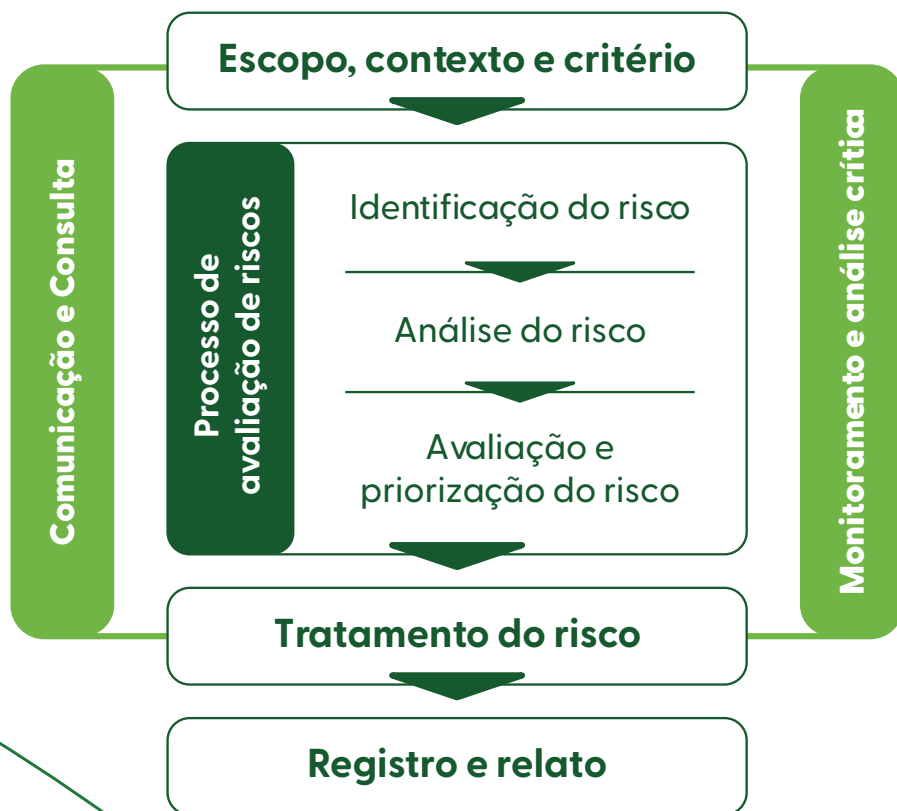 Escopo, contexto e critério
Comunicação e Consulta
Processo de
avaliação de riscos
Identificação do risco
Análise do risco
Avaliação e
priorização do risco
Monitoramento e análise crítica
Tratamento do risco
Registro e relato